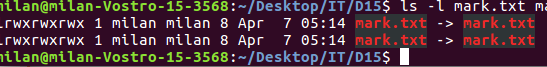 milan@milan-Vostro-15-3568:~/Desktop/IT/D15$ ls -l mark.txt
lrwxrwxrwx 1 milan milan 8 Apr  7 05:14 mark.txt -> mark.txt
lrwxrwxrwx 1 milan milan 8 Apr  7 05:14 mark.txt -> mark.txt
milan@milan-Vostro-15-3568:~/Desktop/IT/D15$